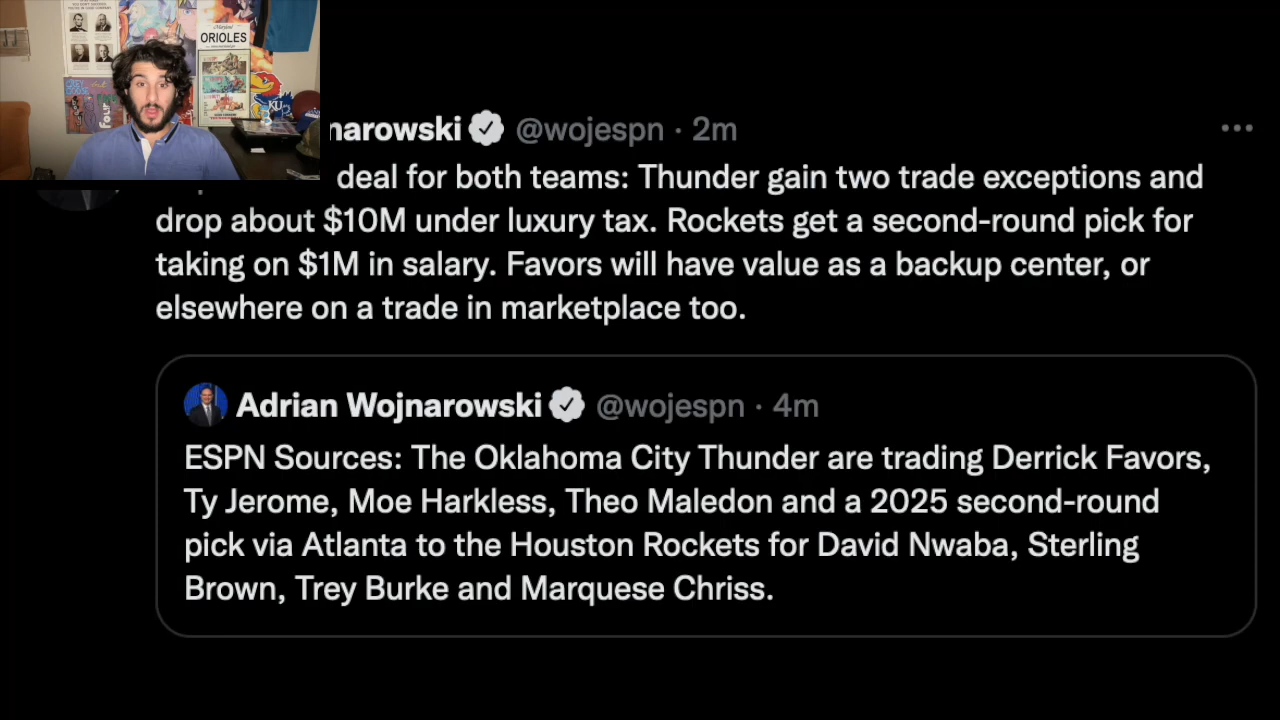 ORIOLES
KU
narowski @wojespn · 2m
deal for both teams: Thunder gain two trade exceptions and
drop about $10M under luxury tax. Rockets get a second-round pick for
taking on $1M in salary. Favors will have value as a backup center, or
elsewhere on a trade in marketplace too.
Adrian Wojnarowski @wojespn · 4m
ESPN Sources: The Oklahoma City Thunder are trading Derrick Favors,
Ty Jerome, Moe Harkless, Theo Maledon and a 2025 second-round
pick via Atlanta to the Houston Rockets for David Nwaba, Sterling
Brown, Trey Burke and Marquese Chriss.